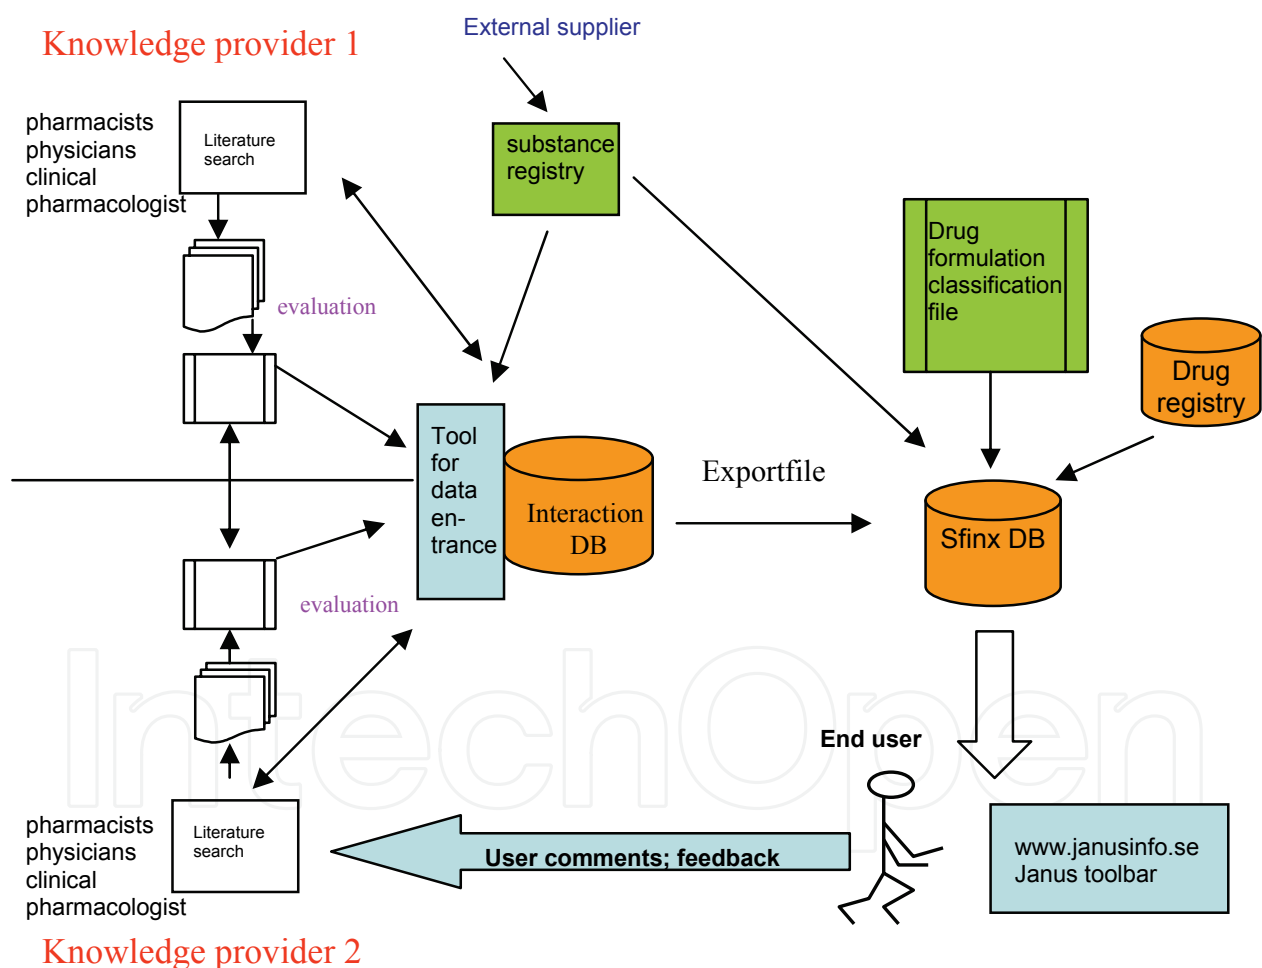 External supplier
Knowledge provider 1
pharmacists
physicians
clinical
pharmacologist
Literature
search
substance
registry
Drug
formulation
classification
file
evaluation
Drug
registry
Tool
for
data
en-
trance
Interaction
DB
Exportfile
Sfinx DB
evaluation
IntechOpen
End user
pharmacists
physicians
clinical
pharmacologist
Literature
search
User comments; feedback
www.janusinfo.se
Janus toolbar
Knowledge provider 2